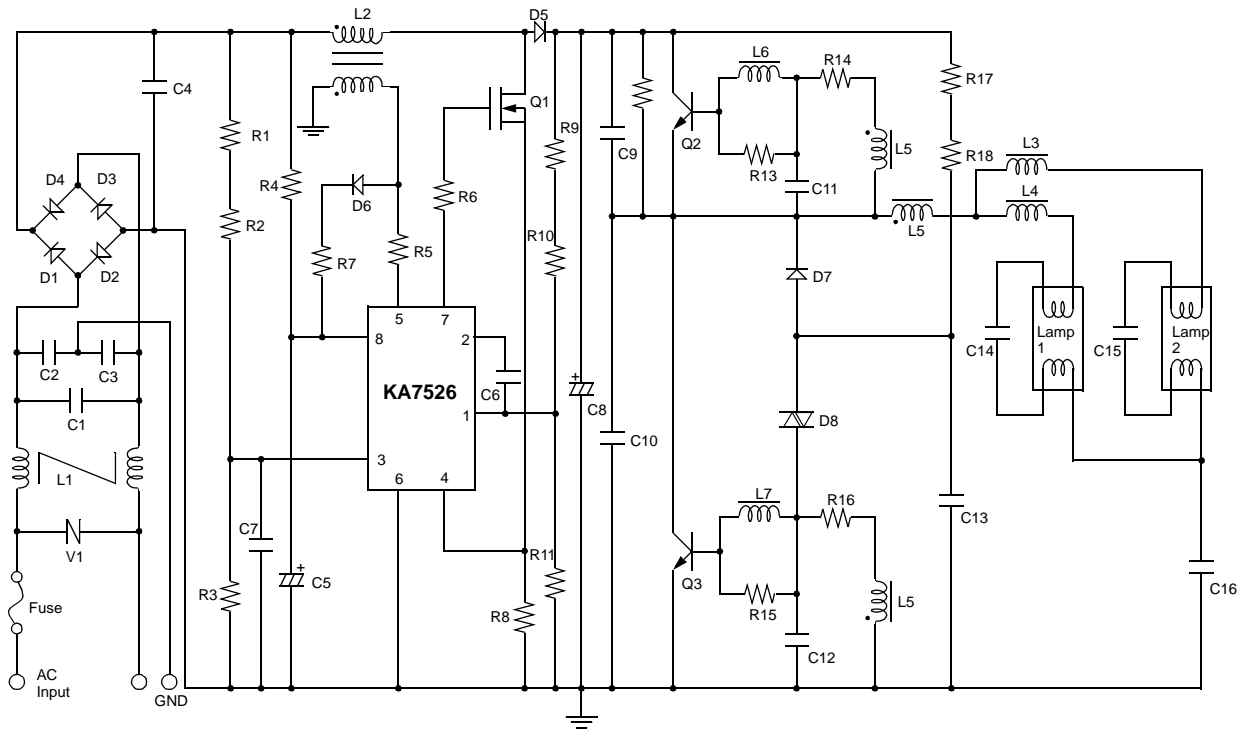 L2
D5
C4
L6
R14
R17
Q1
R1
R9
C9
Q2
R13
L5
R18
L3
D4
D3
R4
D6
R6
C11
L4
R2
R5
R10
L5
D1
D2
R7
D7
5
7
8
2
C2
C3
KA7526
C6
C8
C14
Lamp
1
C15
Lamp
2
C1
1
D8
C10
L1
3
6
4
L7
R16
C7
C13
V1
R11
Q3
C5
R3
R8
R15
L5
C16
Fuse
C12
AC
Input
GND